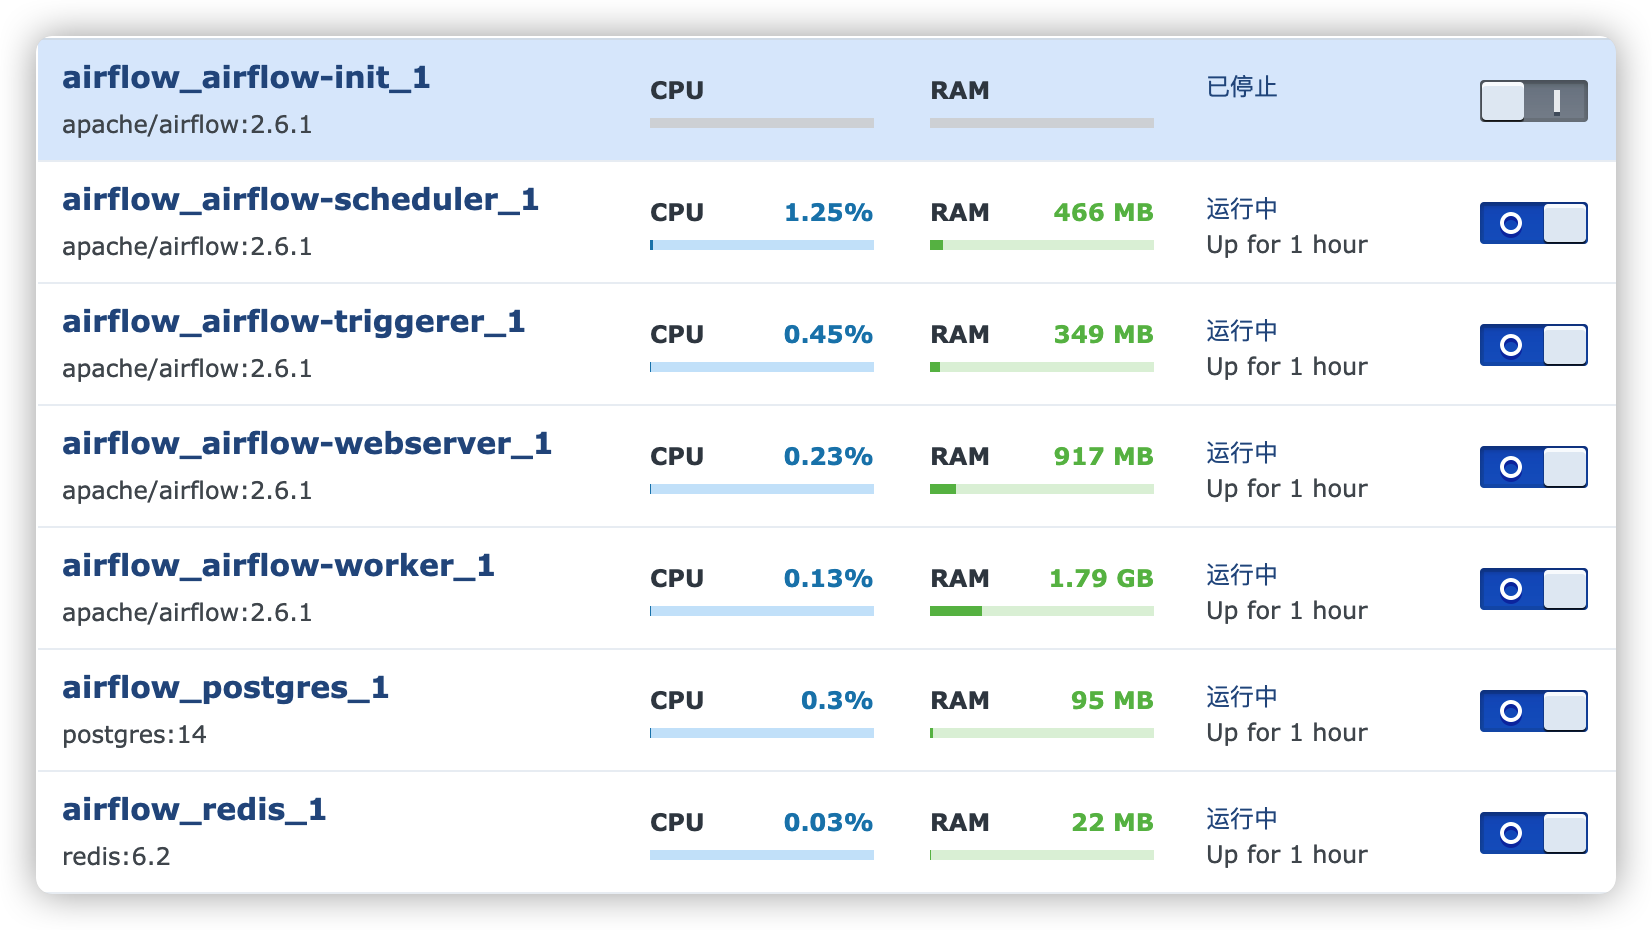 airflow_airflow-init_1
apache/airflow:2.6.1
CPU
RAM
已停止
airflow_airflow-scheduler_1
apache/airflow:2.6.1
CPU 1.25%
RAM 466 MB
运行中
Up for 1 hour
airflow_airflow-triggerer_1
apache/airflow:2.6.1
CPU 0.45%
RAM 349 MB
运行中
Up for 1 hour
airflow_airflow-webserver_1
apache/airflow:2.6.1
CPU 0.23%
RAM 917 MB
运行中
Up for 1 hour
airflow_airflow-worker_1
apache/airflow:2.6.1
CPU 0.13%
RAM 1.79 GB
运行中
Up for 1 hour
airflow_postgres_1
postgres:14
CPU 0.3%
RAM 95 MB
运行中
Up for 1 hour
airflow_redis_1
redis:6.2
CPU 0.03%
RAM 22 MB
运行中
Up for 1 hour